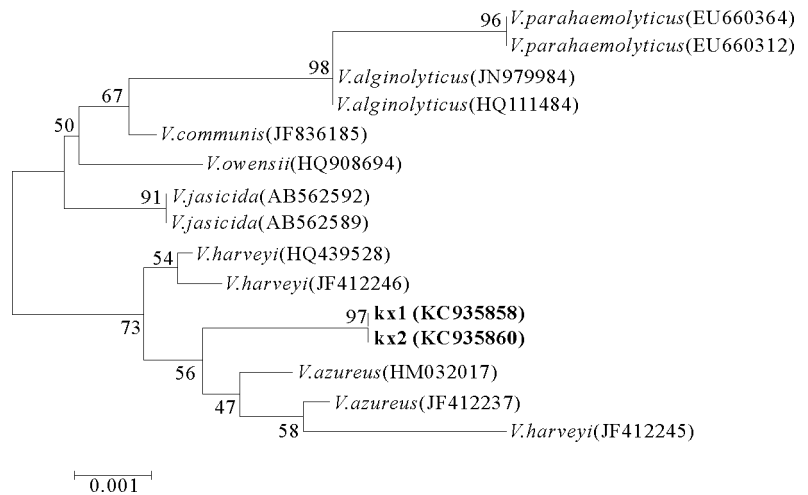 96 V.parahaemolyticus(EU660364)
V.parahaemolyticus(EU660312)
98 V.alginolyticus(JN979984)
V.alginolyticus(HQ111484)
67
50
V.communis(JF836185)
V.owensii(HQ908694)
91 V.jasicida(AB562592)
V.jasicida(AB562589)
54 V.harveyi(HQ439528)
V.harveyi(JF412246)
73
97 kx1 (KC935858)
kx2 (KC935860)
56
V.azureus(HM032017)
47
V.azureus(JF412237)
58
V.harveyi(JF412245)
0.001